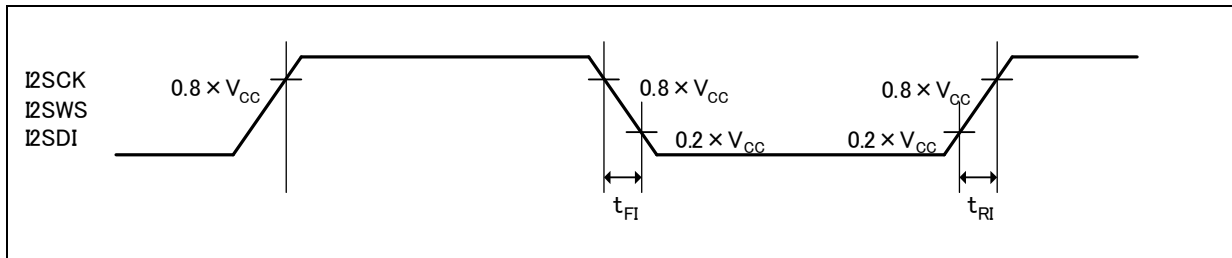 I2SCK
I2SWS
I2SDI
0.8 × VCC
0.8 × VCC
0.2 × VCC
0.8 × VCC
0.2 × VCC
tFI
tRI